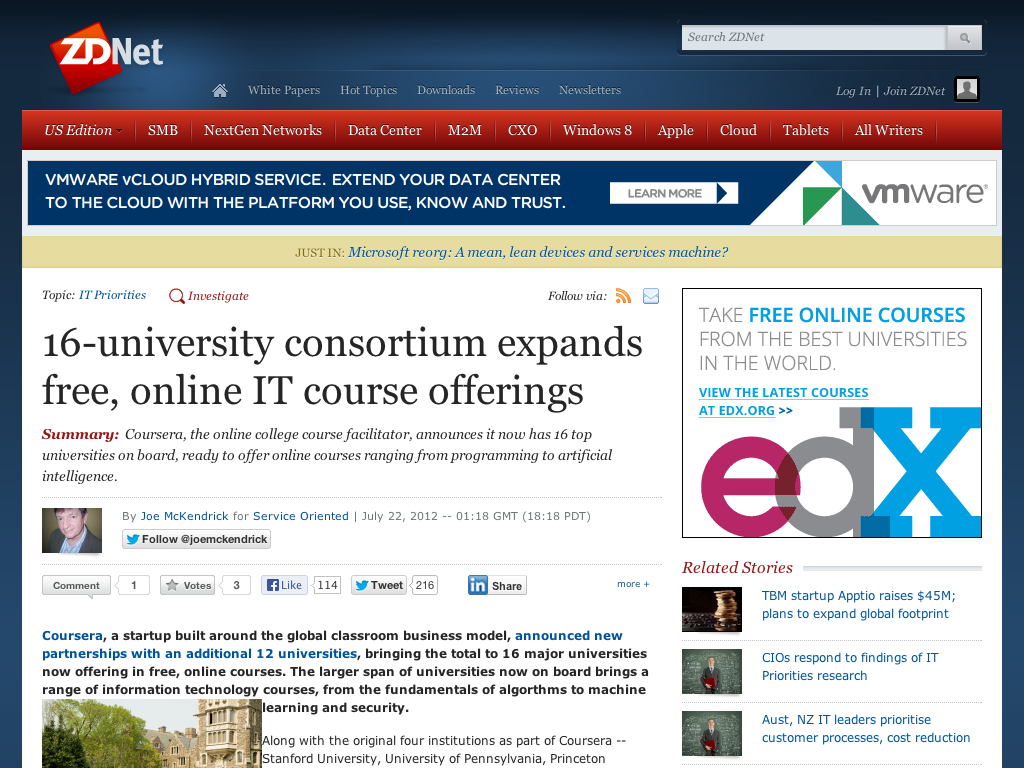 ZDNet
Search ZDNet
White Papers Hot Topics Downloads Reviews Newsletters
Log In | Join ZDNet
US Edition SMB NextGen Networks Data Center M2M CXO Windows 8 Apple Cloud Tablets All Writers
VMWARE vCLOUD HYBRID SERVICE. EXTEND YOUR DATA CENTER
TO THE CLOUD WITH THE PLATFORM YOU USE, KNOW AND TRUST.
LEARN MORE
vmware®
JUST IN: Microsoft reorg: A mean, lean devices and services machine?
Topic: IT Priorities Investigate
Follow via:
16-university consortium expands
free, online IT course offerings
Summary: Coursera, the online college course facilitator, announces it now has 16 top
universities on board, ready to offer online courses ranging from programming to artificial
intelligence.
By Joe McKendrick for Service Oriented | July 22, 2012 -- 01:18 GMT (18:18 PDT)
Follow @joemckendrick
Comment 1 Votes 3 Like 114 Tweet 216 in Share more +
Coursera, a startup built around the global classroom business model, announced new
partnerships with an additional 12 universities, bringing the total to 16 major universities
now offering in free, online courses. The larger span of universities now on board brings a
range of information technology courses, from the fundamentals of algorthms to machine
learning and security.
Along with the original four institutions as part of Coursera --
Stanford University, University of Pennsylvania, Princeton
TAKE FREE ONLINE COURSES
FROM THE BEST UNIVERSITIES
IN THE WORLD.
VIEW THE LATEST COURSES
AT EDX.ORG >>
edX
Related Stories
TBM startup Apptio raises $45M;
plans to expand global footprint
CIOs respond to findings of IT
Priorities research
Aust, NZ IT leaders prioritise
customer processes, cost reduction